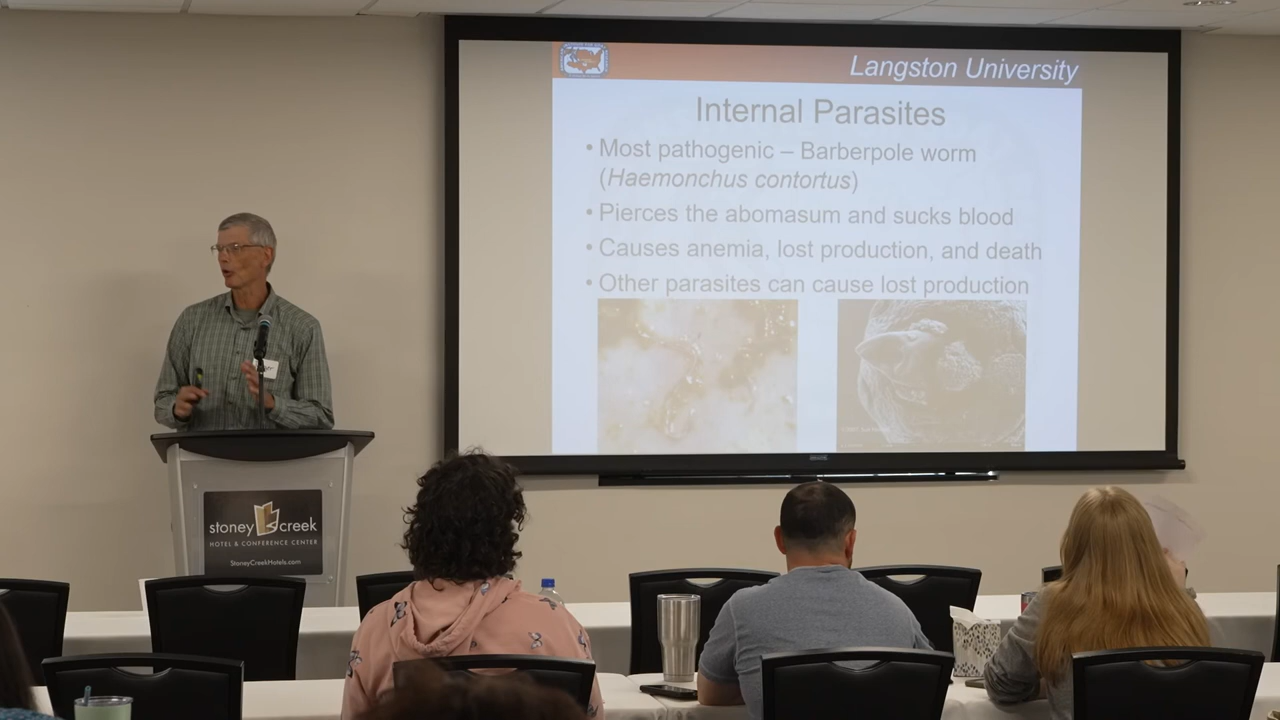 Langston University
Internal Parasites
• Most pathogenic – Barberpole worm
(Haemonchus contortus)
• Pierces the abomasum and sucks blood
• Causes anemia, lost production, and death
• Other parasites can cause lost production
stoney creek
HOTEL & CONFERENCE CENTER
StoneyCreekHotels.com